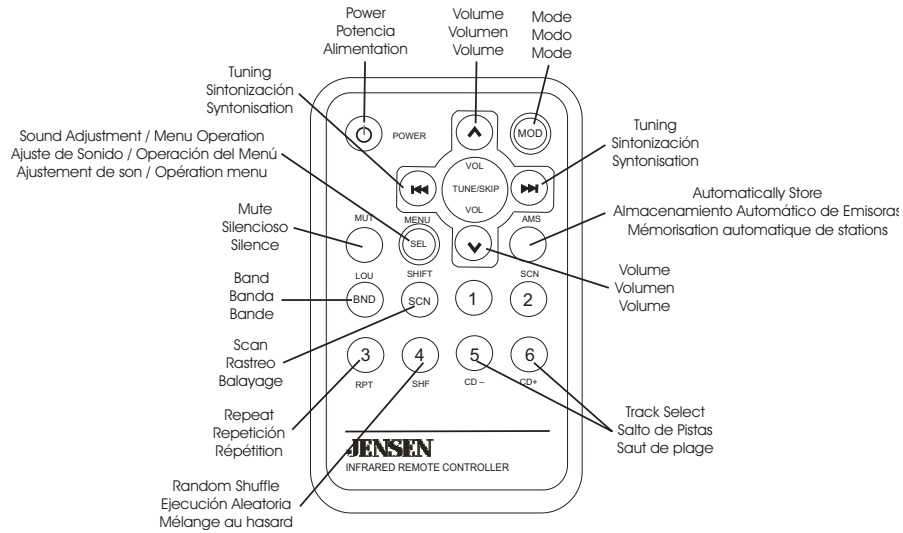 Power
Potencia
Alimentation
Volume
Volumen
Volume
Mode
Modo
Mode
Tuning
Sintonización
Syntonisation
Sound Adjustment / Menu Operation
Ajuste de Sonido / Operación del Menú
Ajustement de son / Opération menu
Mute
Silencioso
Silence
Band
Banda
Bande
Scan
Rastreo
Balayage
Repeat
Repetición
Répétition
Random Shuffle
Ejecución Aleatoria
Mélange au hasard
Tuning
Sintonización
Syntonisation
Automatically Store
Almacenamiento Automático de Emisoras
Mémorisation automatique de stations
Volume
Volumen
Volume
Track Select
Salto de Pistas
Saut de plage
POWER
MOD
VOL
TUNE/SKIP
VOL
MUT
MENU
AMS
SEL
LOU
SHIFT
SCN
BND
SCN
1
2
3
4
5
6
RPT
SHF
CD –
CD+
JENSEN
INFRARED REMOTE CONTROLLER